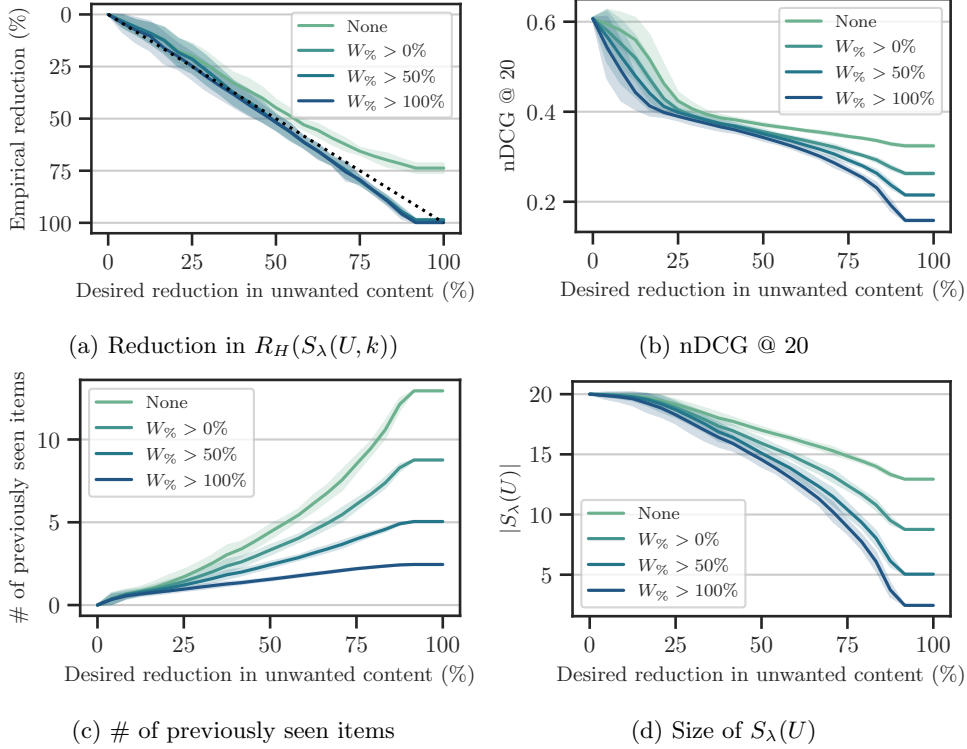 Empirical reduction (%)
0
25
50
75
100
None
W% > 0%
W% > 50%
W% > 100%
0 25 50 75 100
Desired reduction in unwanted content (%)
(a) Reduction in R_H(S_λ(U, k))
nDCG @ 20
0.6
0.4
0.2
None
W% > 0%
W% > 50%
W% > 100%
0 25 50 75 100
Desired reduction in unwanted content (%)
(b) nDCG @ 20
# of previously seen items
10
5
0
None
W% > 0%
W% > 50%
W% > 100%
0 25 50 75 100
Desired reduction in unwanted content (%)
(c) # of previously seen items
|S_λ(U)|
20
15
10
5
None
W% > 0%
W% > 50%
W% > 100%
0 25 50 75 100
Desired reduction in unwanted content (%)
(d) Size of S_λ(U)